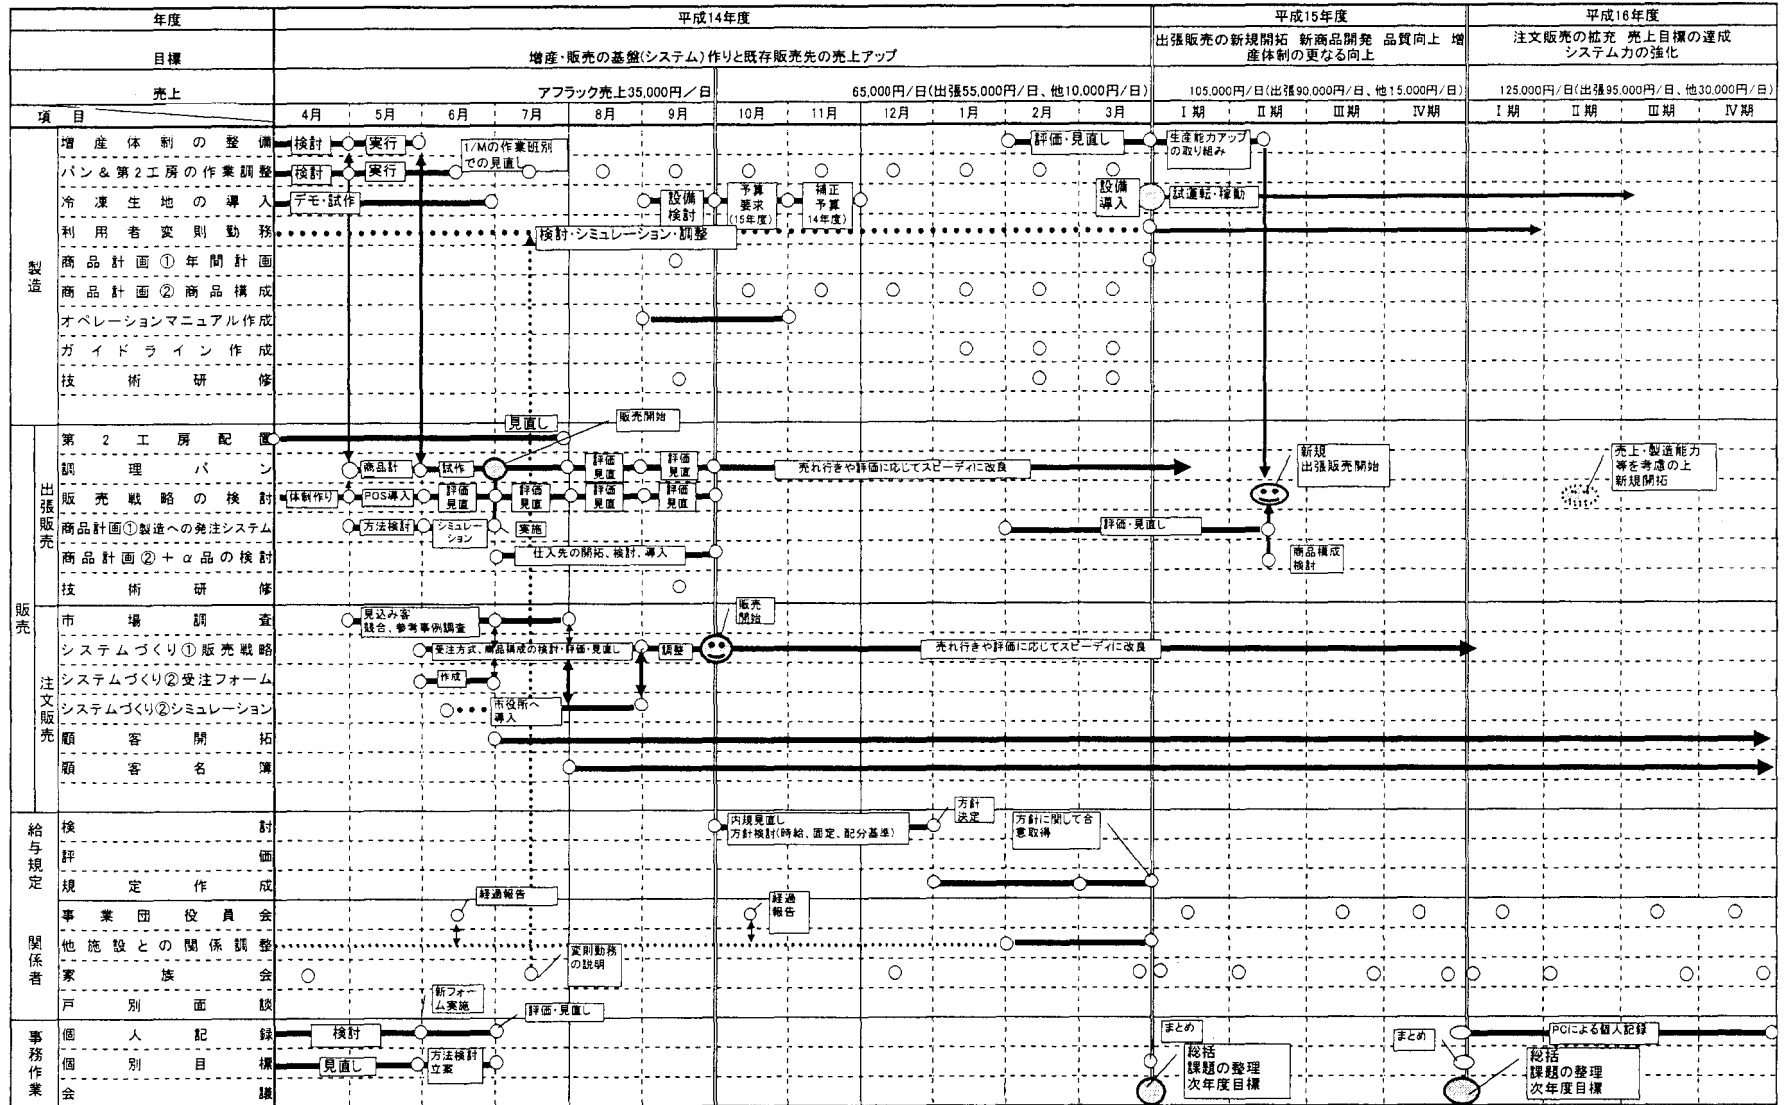 年度
平成14年度
平成15年度
平成16年度
目標
増産・販売の基盤(システム)作りと既存販売先の売上アップ
出張販売の新規開拓 新商品開発 品質向上 増
産体制の更なる向上
注文販売の拡充 売上目標の達成
システム力の強化
売上
アフラック売上35,000円/日
65,000円/日(出張55,000円/日、他10,000円/日)
105,000円/日(出張90,000円/日、他15,000円/日)
125,000円/日(出張95,000円/日、他30,000円/日)
項目
4月 5月 6月 7月 8月 9月 10月 11月 12月 1月 2月 3月 Ⅰ期 Ⅱ期 Ⅲ期 Ⅳ期 Ⅰ期 Ⅱ期 Ⅲ期 Ⅳ期
製造
増産体制の整備
検討
実行
1/Mの作業班別
での見直し
評価・見直し
生産能力アップ
の取り組み
パン&第2工房の作業調整
検討
実行
冷凍生地の導入
デモ・試作
設備
検討
予算
要求
(15年度)
補正
予算
(14年度)
設備
導入
試運転・稼動
利用者変則勤務
検討・シミュレーション・調整
商品計画①年間計画
商品計画②商品構成
オペレーションマニュアル作成
ガイドライン作成
技術研修
販売
出張販売
第2工房配置
見直し
販売開始
調理パン
商品計
試作
評価
見直
評価
見直
売れ行きや評価に応じてスピーディに改良
新規
出張販売開始
売上・製造能力
等を考慮の上
新規開拓
販売戦略の検討
体制作り
POS導入
評価
見直
評価
見直
評価
見直
評価
見直
商品計画①製造への発注システム
方法検討
シミュレー
ション
実施
評価・見直し
商品計画②+α品の検討
仕入先の開拓、検討、導入
商品構成
検討
技術研修
注文販売
市場調査
見込み客
競合、参考事例調査
販売
開始
システムづくり①販売戦略
受注方式、商品構成の検討・評価・見直し
調整
売れ行きや評価に応じてスピーディに改良
システムづくり②受注フォーム
作成
システムづくり②シミュレーション
市役所へ
導入
顧客開拓
顧客名簿
給与規定
検討
内規見直し
方針検討(時給、固定、配分基準)
方針
決定
方針に関して合
意取得
評価
規定作成
関係者
事業団役員会
経過報告
経過
報告
他施設との関係調整
家族会
変則勤務
の説明
戸別面談
新フォー
ム実施
評価・見直し
事務作業
個人記録
検討
まとめ
まとめ
PCによる個人記録
個別目標
見直し
方法検討
立案
会議
総括
課題の整理
次年度目標
総括
課題の整理
次年度目標